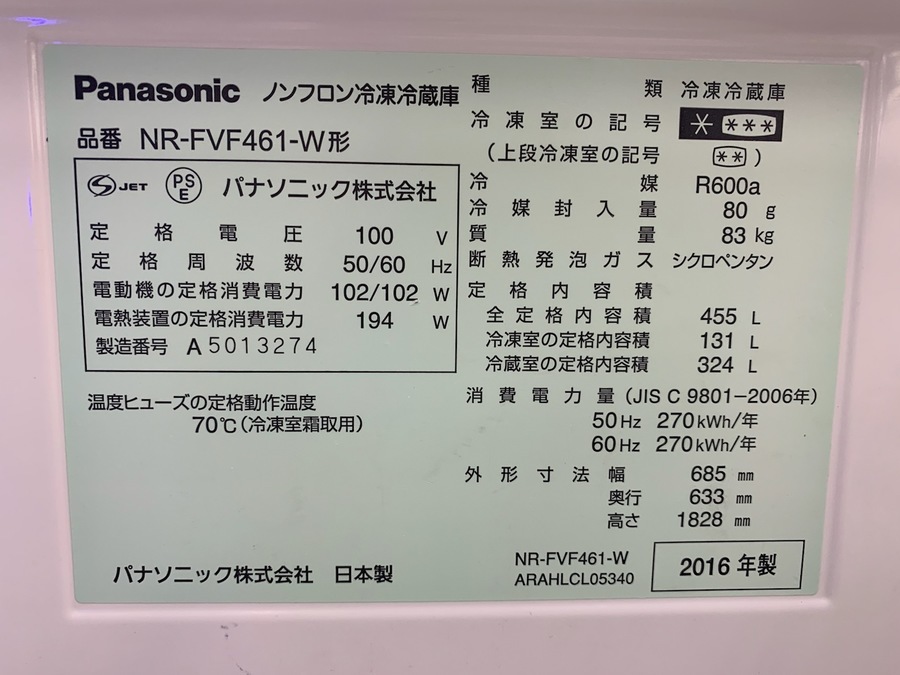 Panasonic ノンフロン冷凍冷蔵庫
品番 NR-FVF461-W形
S JET PS E パナソニック株式会社
定格電圧 100 V
定格周波数 50/60 Hz
電動機の定格消費電力 102/102 W
電熱装置の定格消費電力 194 W
製造番号 A 5013274
温度ヒューズの定格動作温度
70℃(冷凍室霜取用)
パナソニック株式会社 日本製
種類 冷凍冷蔵庫
冷凍室の記号 * ***
(上段冷凍室の記号 ** )
冷媒 R600a
冷媒封入量 80 g
質量 83 kg
断熱発泡ガス シクロペンタン
定格内容積
全定格内容積 455 L
冷凍室の定格内容積 131 L
冷蔵室の定格内容積 324 L
消費電力量 (JIS C 9801-2006年)
50Hz 270kWh/年
60Hz 270kWh/年
外形寸法 幅 685 mm
奥行 633 mm
高さ 1828 mm
NR-FVF461-W
ARAHLCL05340
2016 年製